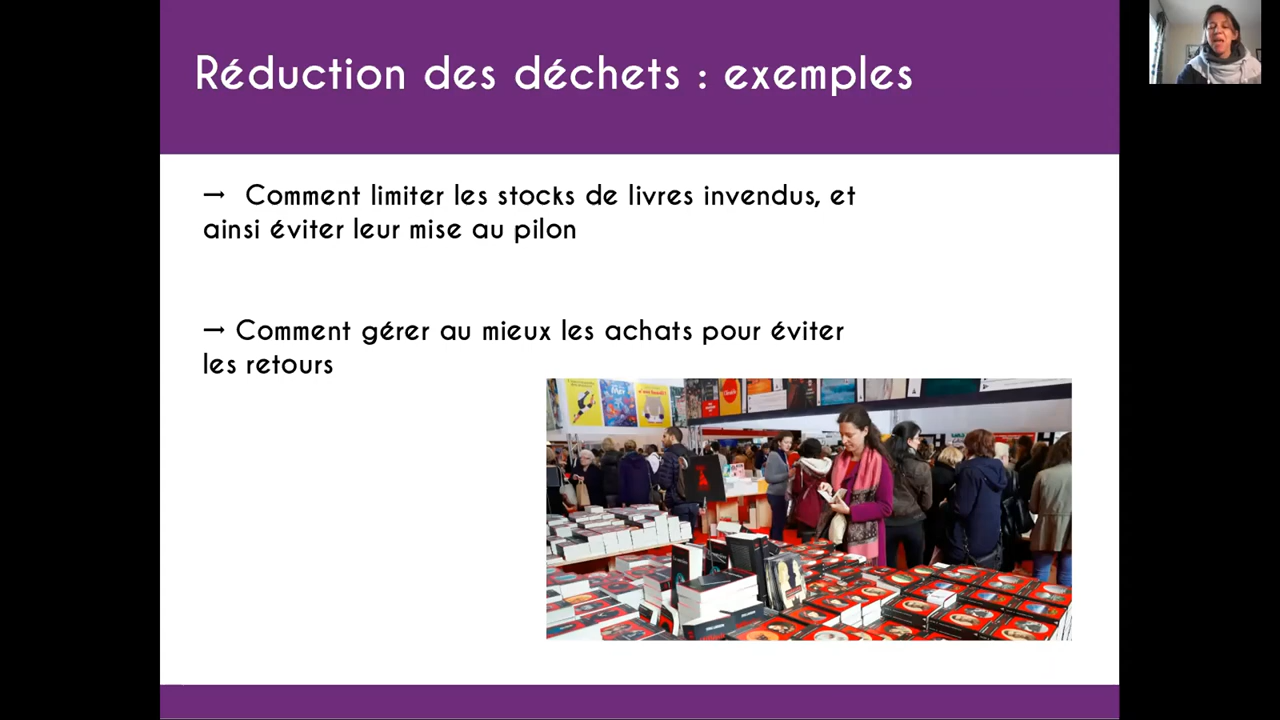 Réduction des déchets : exemples
→ Comment limiter les stocks de livres invendus, et
ainsi éviter leur mise au pilon
→ Comment gérer au mieux les achats pour éviter
les retours